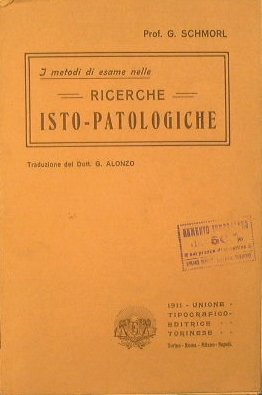 Prof. G. SCHMORL
I metodi di esame nelle
RICERCHE
ISTO-PATOLOGICHE
Traduzione del Dott. G. ALONZO
AUMENTO
1911 - UNIONE -
TIPOGRAFICO-
EDITRICE - -
TORINESE - -
Torino - Roma - Milano - Napoli.